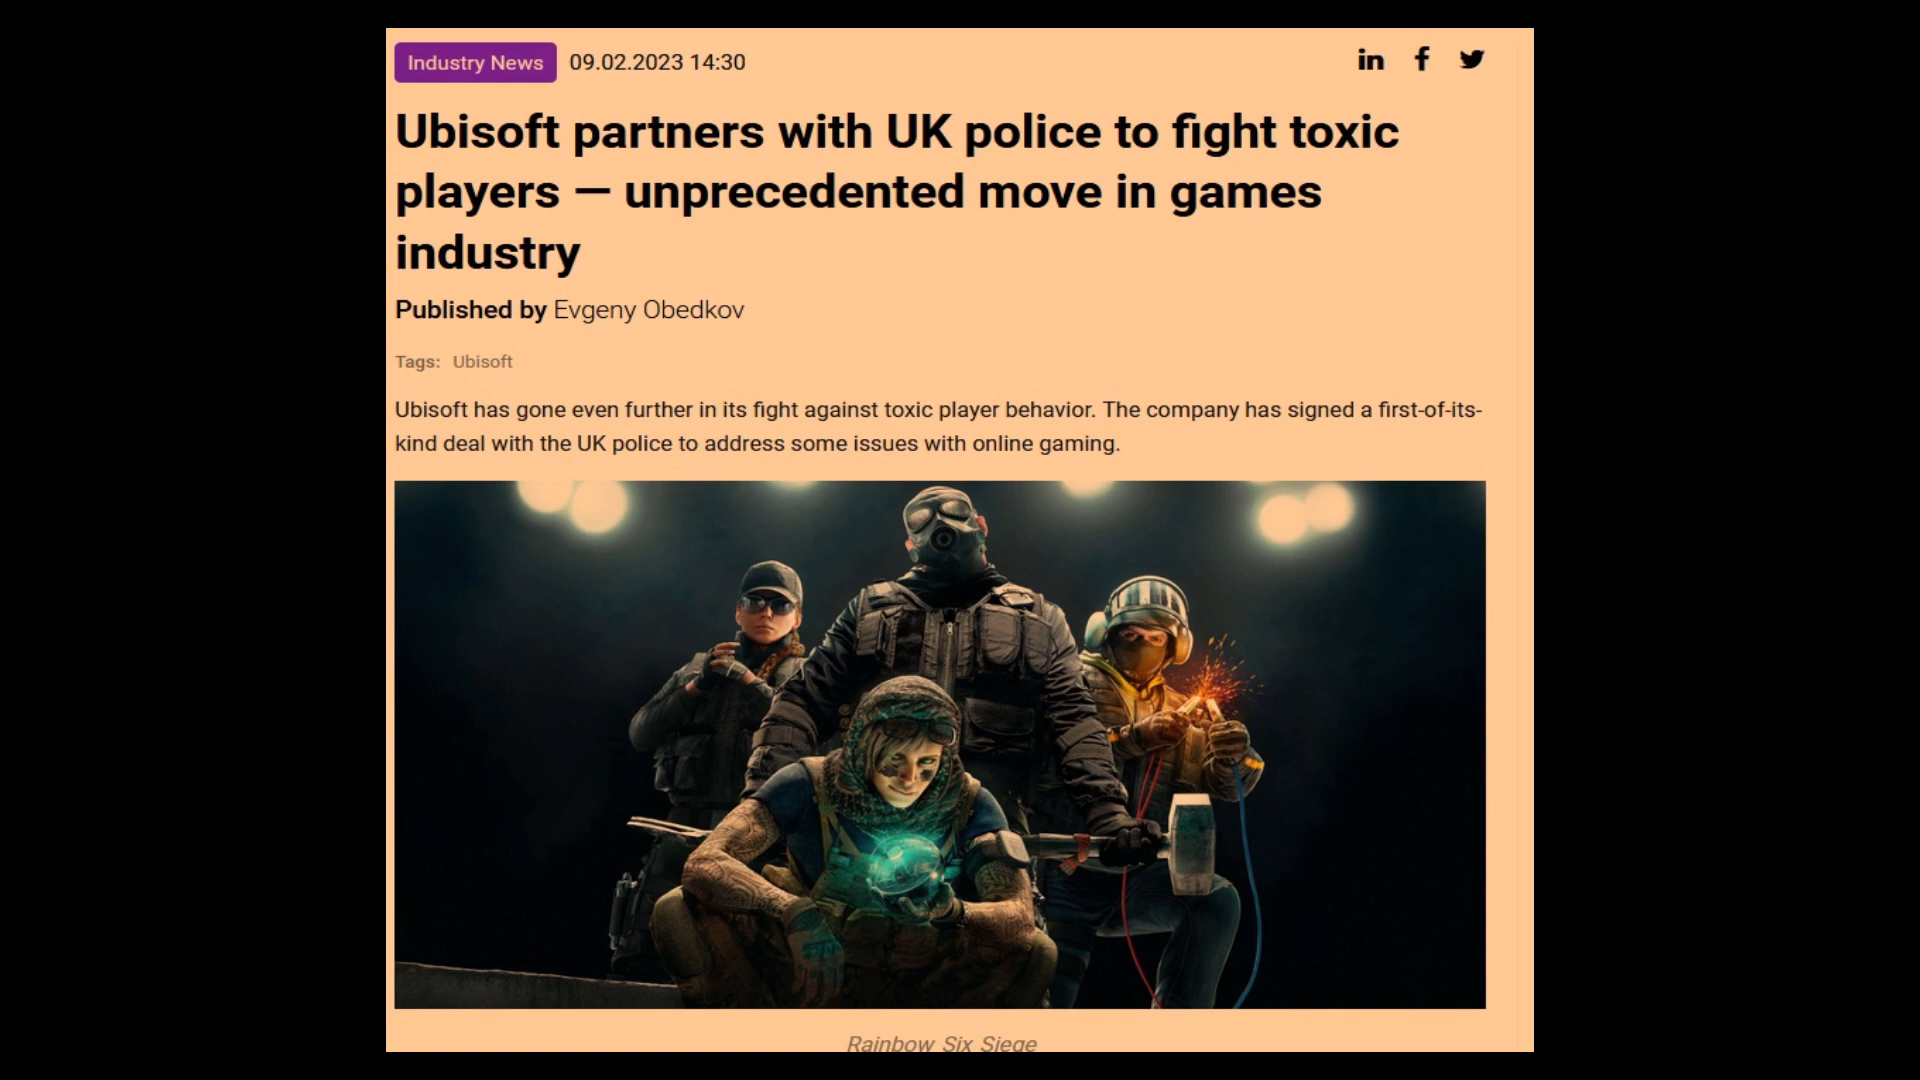 Industry News 09.02.2023 14:30
Ubisoft partners with UK police to fight toxic
players — unprecedented move in games
industry
Published by Evgeny Obedkov
Tags: Ubisoft
Ubisoft has gone even further in its fight against toxic player behavior. The company has signed a first-of-its-
kind deal with the UK police to address some issues with online gaming.
Rainbow Six Siege